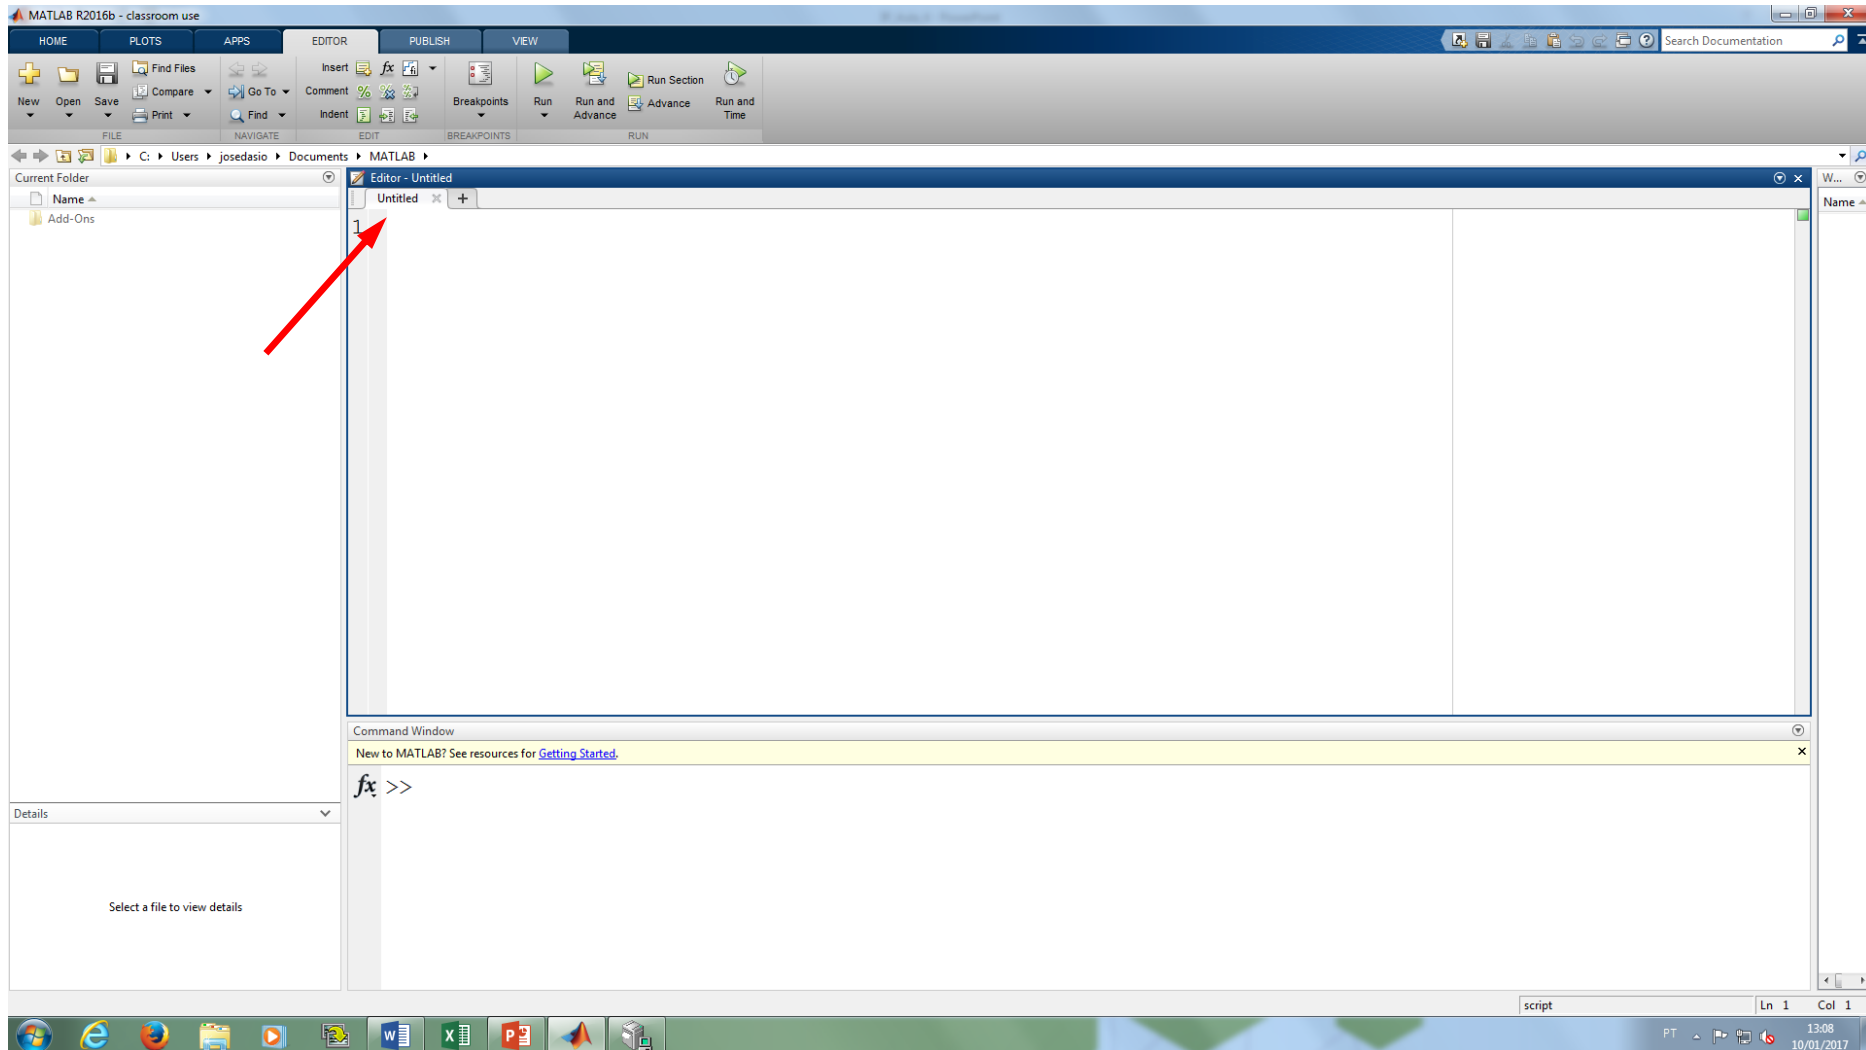 MATLAB R2016b - classroom use
HOME PLOTS APPS EDITOR PUBLISH VIEW
Search Documentation
New Open Save
Find Files
Compare
Print
Go To
Find
Insert fx
Comment
Indent
Breakpoints
Run
Run and Advance
Run Section
Advance
Run and Time
FILE NAVIGATE EDIT BREAKPOINTS RUN
C: Users josedasio Documents MATLAB
Current Folder
Name
Add-Ons
Editor - Untitled
Untitled
1
W...
Name
Command Window
New to MATLAB? See resources for Getting Started.
fx >>
Details
Select a file to view details
script
Ln 1 Col 1
PT
13:08
10/01/2017